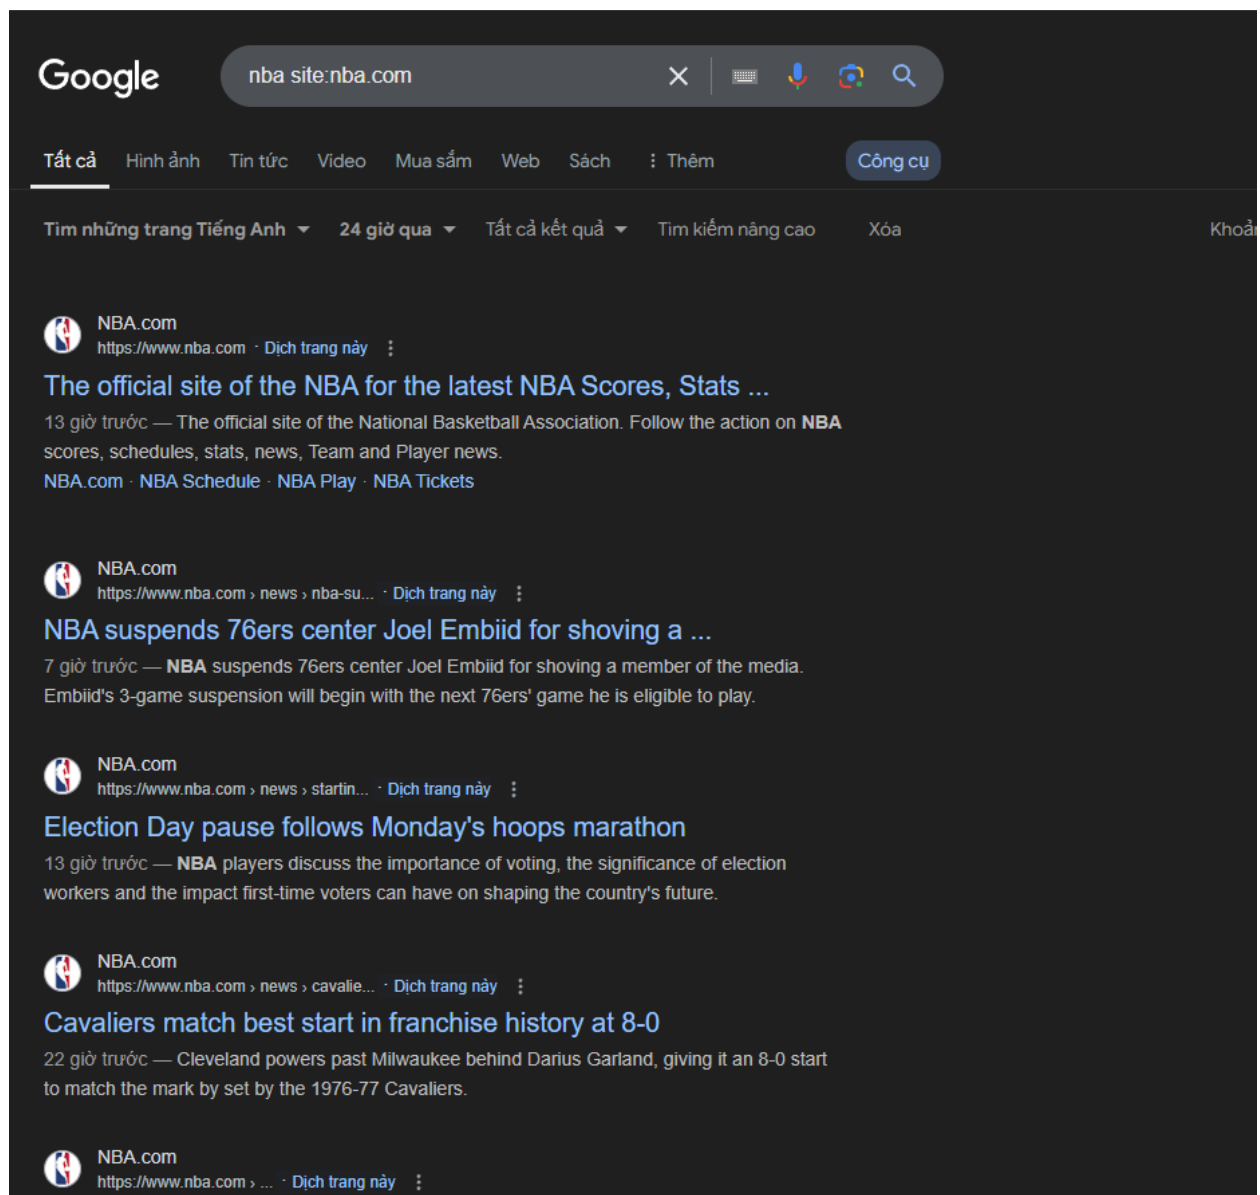 Google
nba site:nba.com
Tất cả Hình ảnh Tin tức Video Mua sắm Web Sách Thêm Công cụ
Tìm những trang Tiếng Anh 24 giờ qua Tất cả kết quả Tìm kiếm nâng cao Xóa
NBA.com
https://www.nba.com · Dịch trang này
The official site of the NBA for the latest NBA Scores, Stats ...
13 giờ trước — The official site of the National Basketball Association. Follow the action on NBA
scores, schedules, stats, news, Team and Player news.
NBA.com · NBA Schedule · NBA Play · NBA Tickets
NBA.com
https://www.nba.com › news › nba-su... · Dịch trang này
NBA suspends 76ers center Joel Embiid for shoving a ...
7 giờ trước — NBA suspends 76ers center Joel Embiid for shoving a member of the media.
Embiid's 3-game suspension will begin with the next 76ers' game he is eligible to play.
NBA.com
https://www.nba.com › news › startin... · Dịch trang này
Election Day pause follows Monday's hoops marathon
13 giờ trước — NBA players discuss the importance of voting, the significance of election
workers and the impact first-time voters can have on shaping the country's future.
NBA.com
https://www.nba.com › news › cavalie... · Dịch trang này
Cavaliers match best start in franchise history at 8-0
22 giờ trước — Cleveland powers past Milwaukee behind Darius Garland, giving it an 8-0 start
to match the mark by set by the 1976-77 Cavaliers.
NBA.com
https://www.nba.com › ... · Dịch trang này